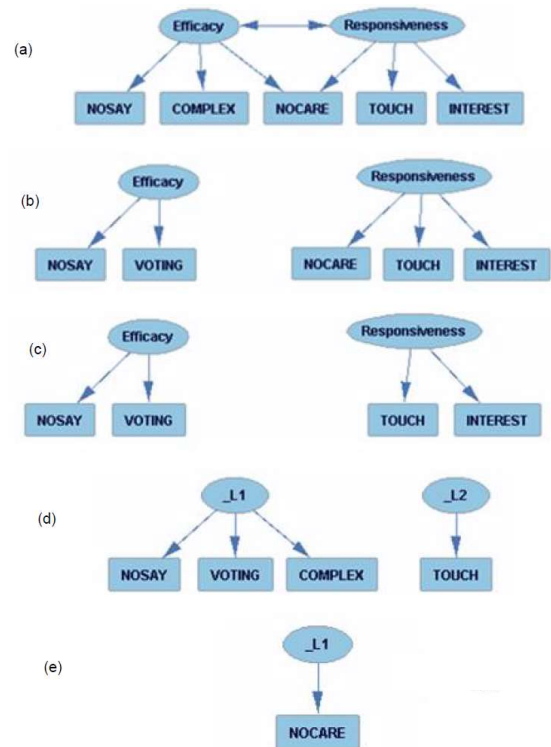 (a)
Efficacy Responsiveness
NOSAY COMPLEX NOCARE TOUCH INTEREST
(b)
Efficacy Responsiveness
NOSAY VOTING NOCARE TOUCH INTEREST
(c)
Efficacy Responsiveness
NOSAY VOTING TOUCH INTEREST
(d)
_L1 _L2
NOSAY VOTING COMPLEX TOUCH
(e)
_L1
NOCARE